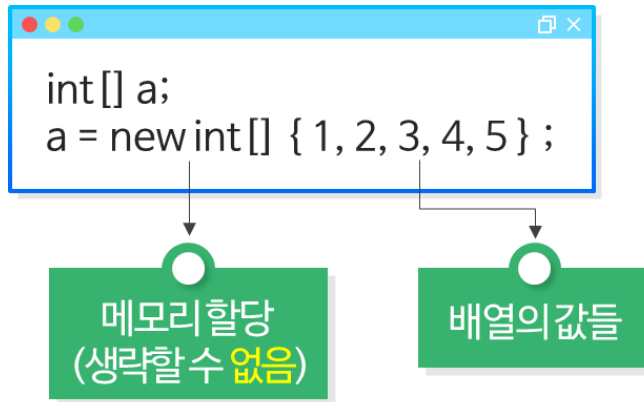 int[] a;
a = new int[] { 1, 2, 3, 4, 5 } ;
메모리 할당
(생략할 수 없음)
배열의 값들